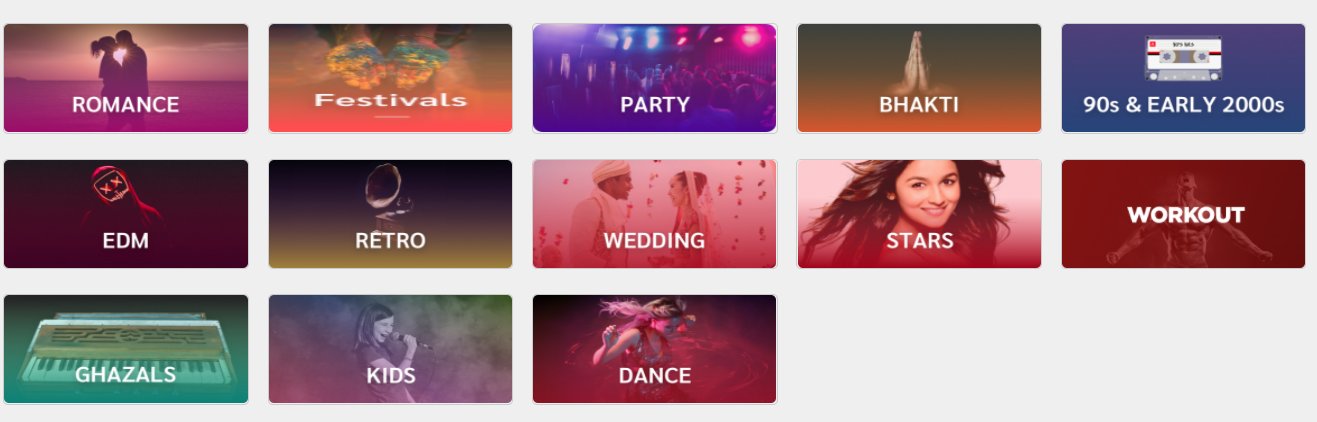 ROMANCE
Festivals
PARTY
BHAKTI
90s & EARLY 2000s
EDM
RETRO
WEDDING
STARS
WORKOUT
GHAZALS
KIDS
DANCE